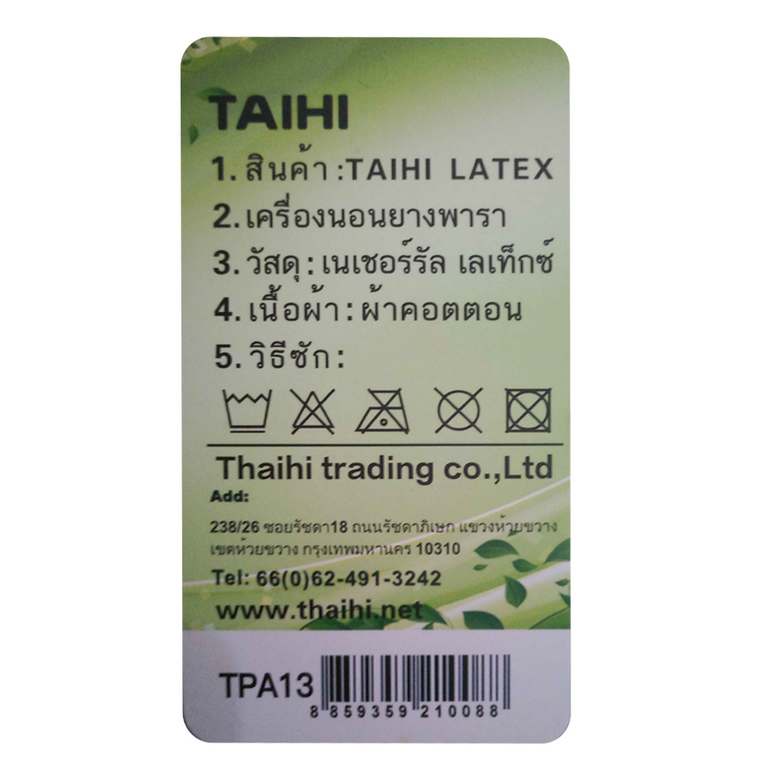 TAIHI
1. สินค้า :TAIHI LATEX
2. เครื่องนอนยางพารา
3. วัสดุ : เนเชอร์รัล เลเท็กซ์
4. เนื้อผ้า : ผ้าคอตตอน
5. วิธีซัก :
Thaihi trading co.,Ltd
Add:
238/26 ซอยรัชดา18 ถนนรัชดาภิเษก แขวงห้วยขวาง
เขตห้วยขวาง กรุงเทพมหานคร 10310
Tel: 66(0)62-491-3242
www.thaihi.net
TPA13
8 859359 210088